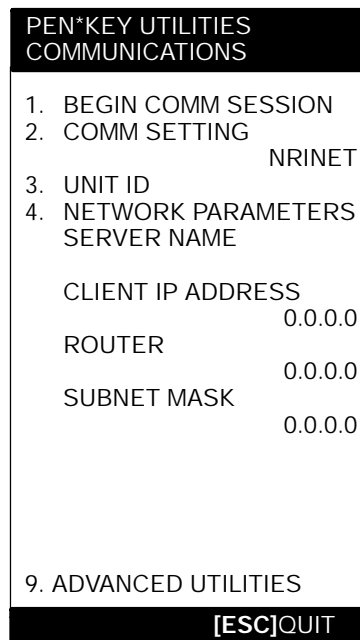 PEN*KEY UTILITIES
COMMUNICATIONS
1. BEGIN COMM SESSION
2. COMM SETTING
NRINET
3. UNIT ID
4. NETWORK PARAMETERS
SERVER NAME
CLIENT IP ADDRESS
0.0.0.0
ROUTER
0.0.0.0
SUBNET MASK
0.0.0.0
9. ADVANCED UTILITIES
[ESC]QUIT